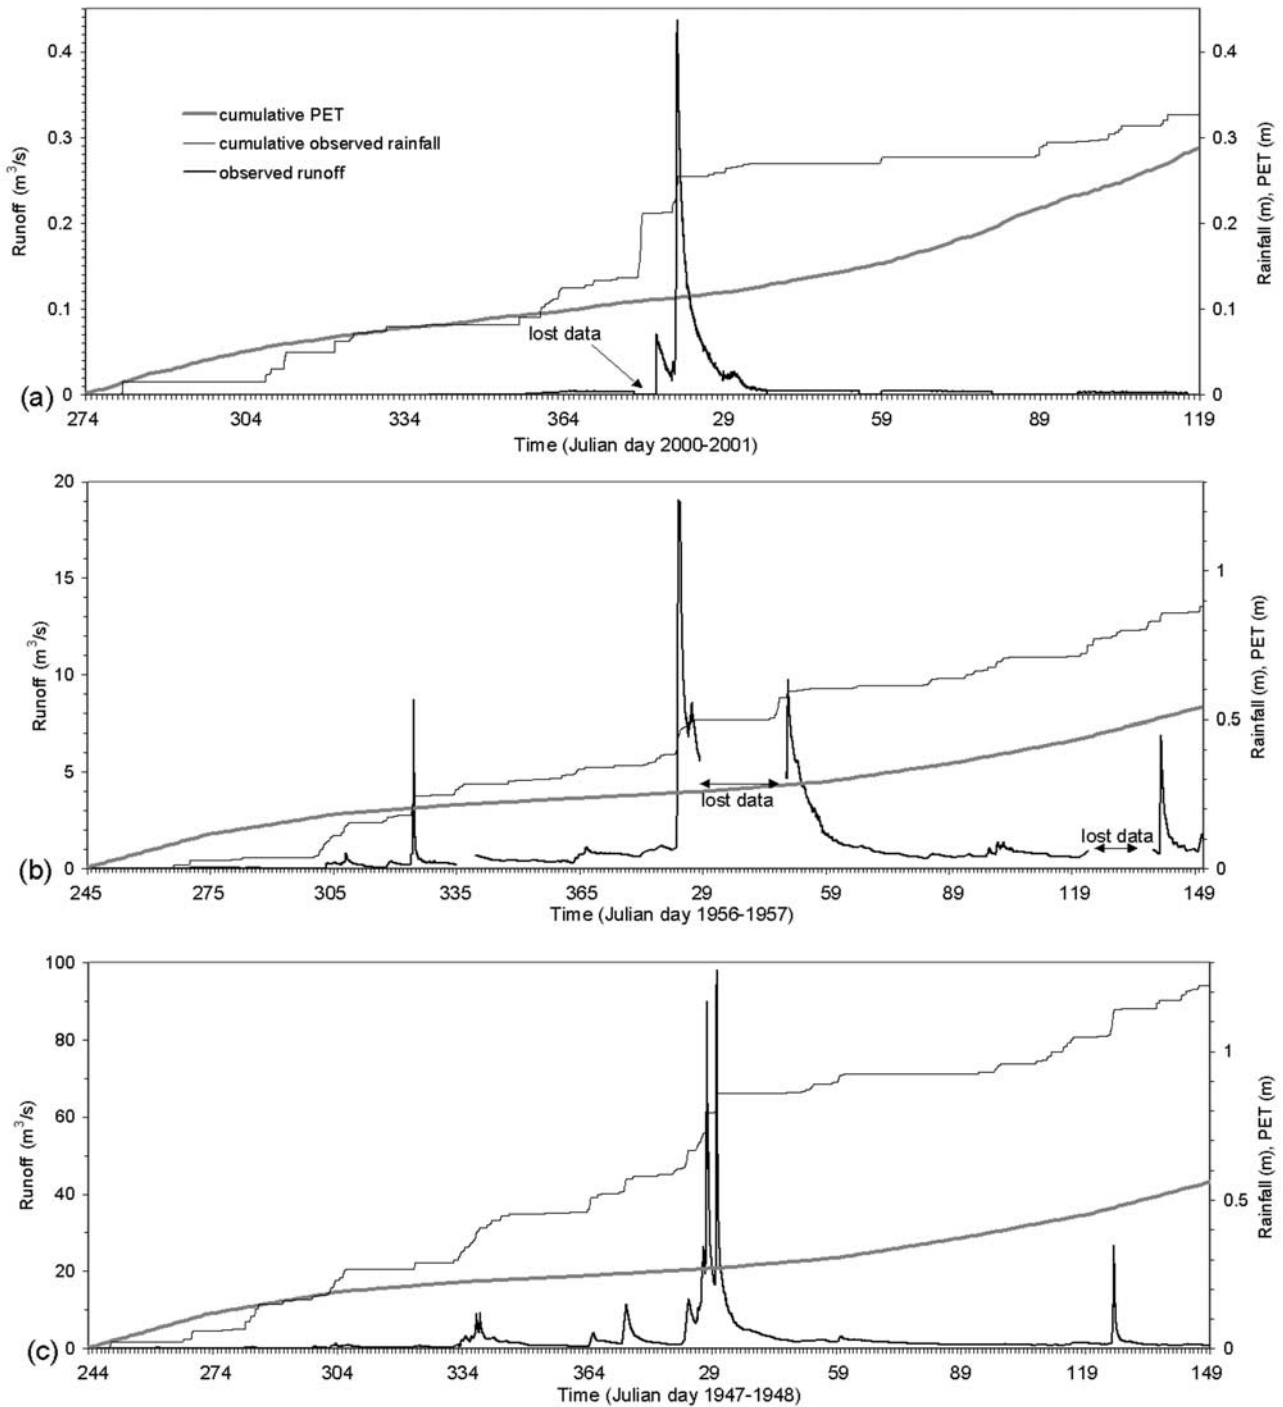 0.4
0.4
cumulative PET
cumulative observed rainfall
observed runoff
0.3
0.3
0.2
0.2
0.1
0.1
lost data
0
0
Runoff (m³/s)
Rainfall (m), PET (m)
(a)
274 304 334 364 29 59 89 119
Time (Julian day 2000-2001)
20
15
1
10
0.5
5
lost data
lost data
0
0
Runoff (m³/s)
Rainfall (m), PET (m)
(b)
245 275 305 335 365 29 59 89 119 149
Time (Julian day 1956-1957)
100
80
1
60
40
0.5
20
0
0
Runoff (m³/s)
Rainfall (m), PET (m)
(c)
244 274 304 334 364 29 59 89 119 149
Time (Julian day 1947-1948)